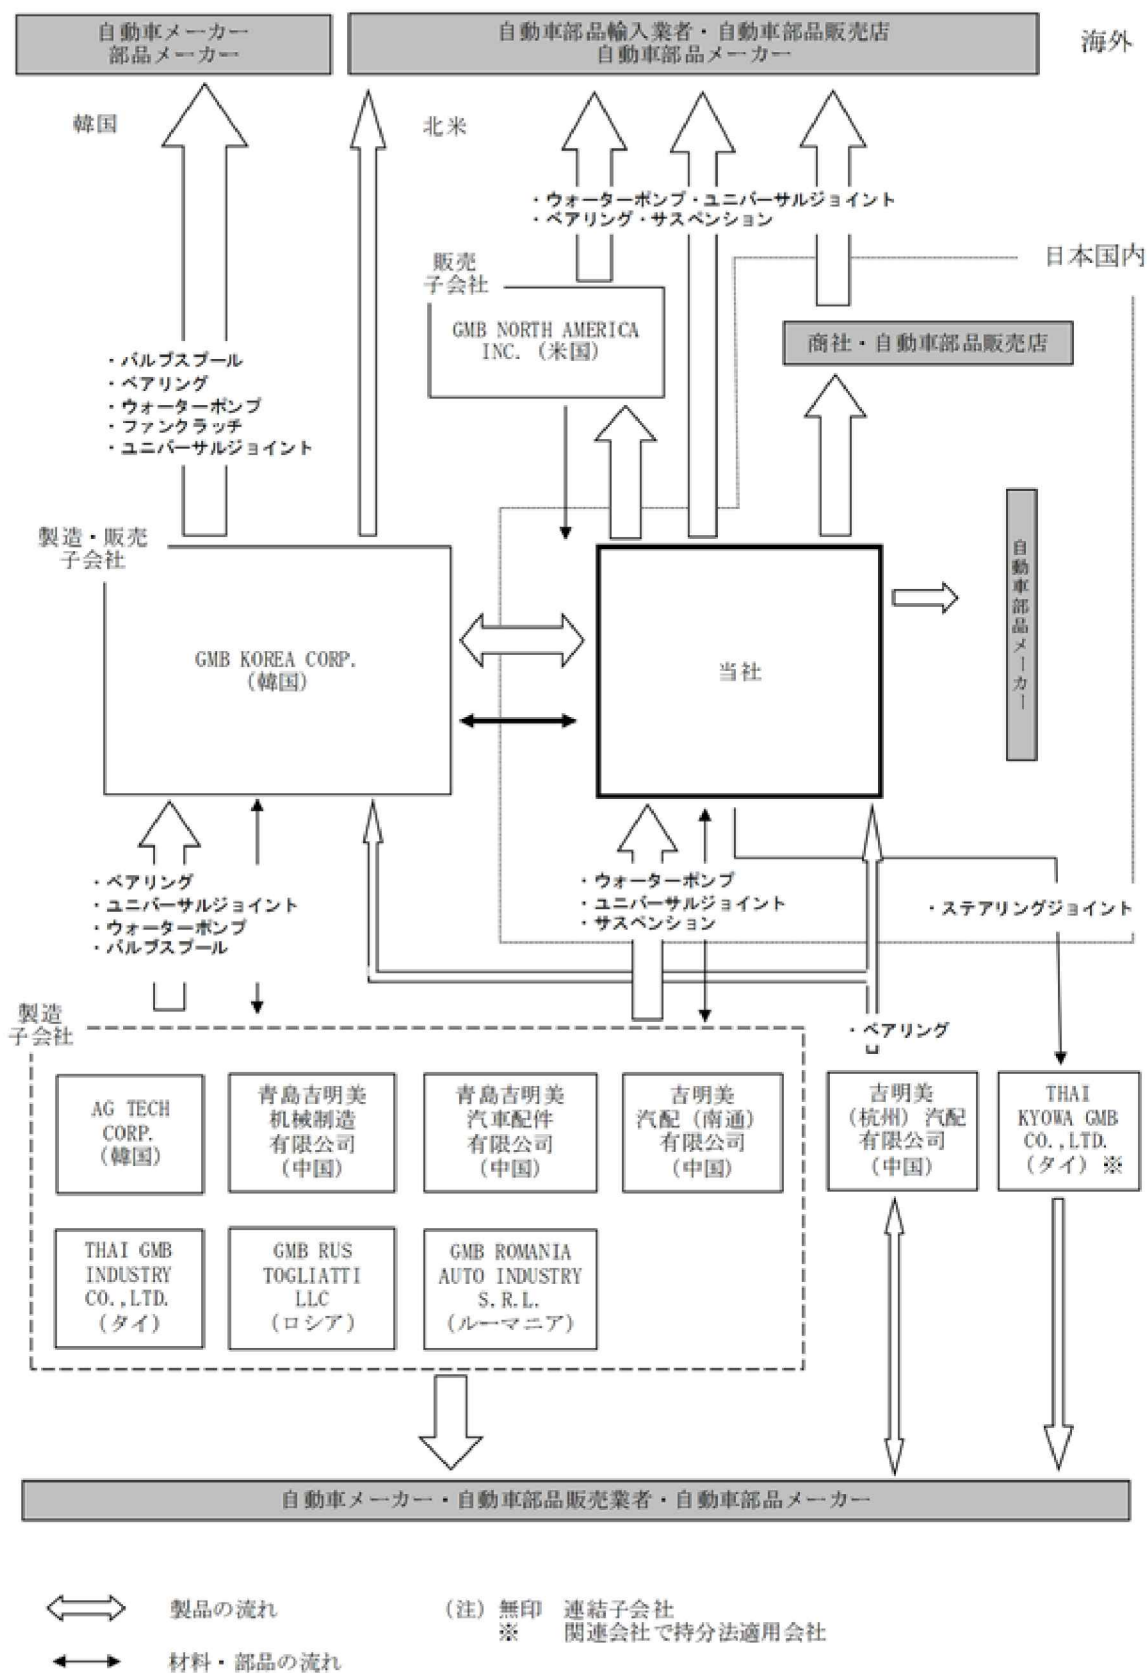 自動車メーカー
部品メーカー
自動車部品輸入業者・自動車部品販売店
自動車部品メーカー
海外
韓国
北米
・ウォーターポンプ・ユニバーサルジョイント
・ベアリング・サスペンション
日本国内
販売
子会社
GMB NORTH AMERICA
INC.（米国）
商社・自動車部品販売店
・バルブスプール
・ベアリング
・ウォーターポンプ
・ファンクラッチ
・ユニバーサルジョイント
製造・販売
子会社
GMB KOREA CORP.
（韓国）
当社
自動車部品メーカー
・ベアリング
・ユニバーサルジョイント
・ウォーターポンプ
・バルブスプール
・ウォーターポンプ
・ユニバーサルジョイント
・サスペンション
・ステアリングジョイント
製造
子会社
・ベアリング
AG TECH
CORP.
（韓国）
青島吉明美
机械制造
有限公司
（中国）
青島吉明美
汽車配件
有限公司
（中国）
吉明美
汽配（南通）
有限公司
（中国）
吉明美
（杭州）汽配
有限公司
（中国）
THAI
KYOWA GMB
CO.,LTD.
（タイ）※
THAI GMB
INDUSTRY
CO.,LTD.
（タイ）
GMB RUS
TOGLIATTI
LLC
（ロシア）
GMB ROMANIA
AUTO INDUSTRY
S.R.L.
（ルーマニア）
自動車メーカー・自動車部品販売業者・自動車部品メーカー
製品の流れ
（注）無印　連結子会社
※　関連会社で持分法適用会社
材料・部品の流れ